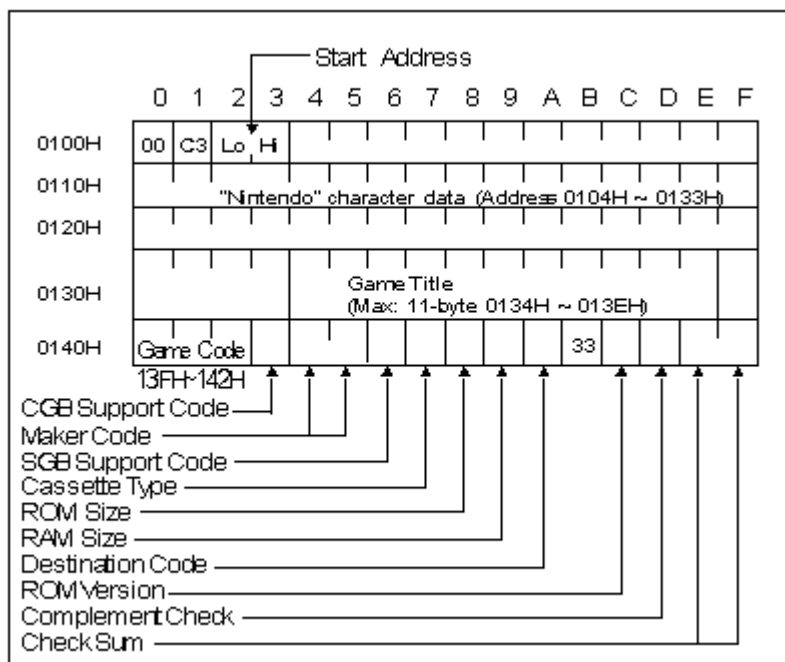 Start Address
0 1 2 3 4 5 6 7 8 9 A B C D E F
0100H 00 C3 Lo Hi
0110H "Nintendo" character data (Address 0104H ~ 0133H)
0120H
0130H Game Title
(Max: 11-byte 0134H ~ 013EH)
0140H Game Code 33
13FH~142H
CGB Support Code
Maker Code
SGB Support Code
Cassette Type
ROM Size
RAM Size
Destination Code
ROM Version
Complement Check
Check Sum